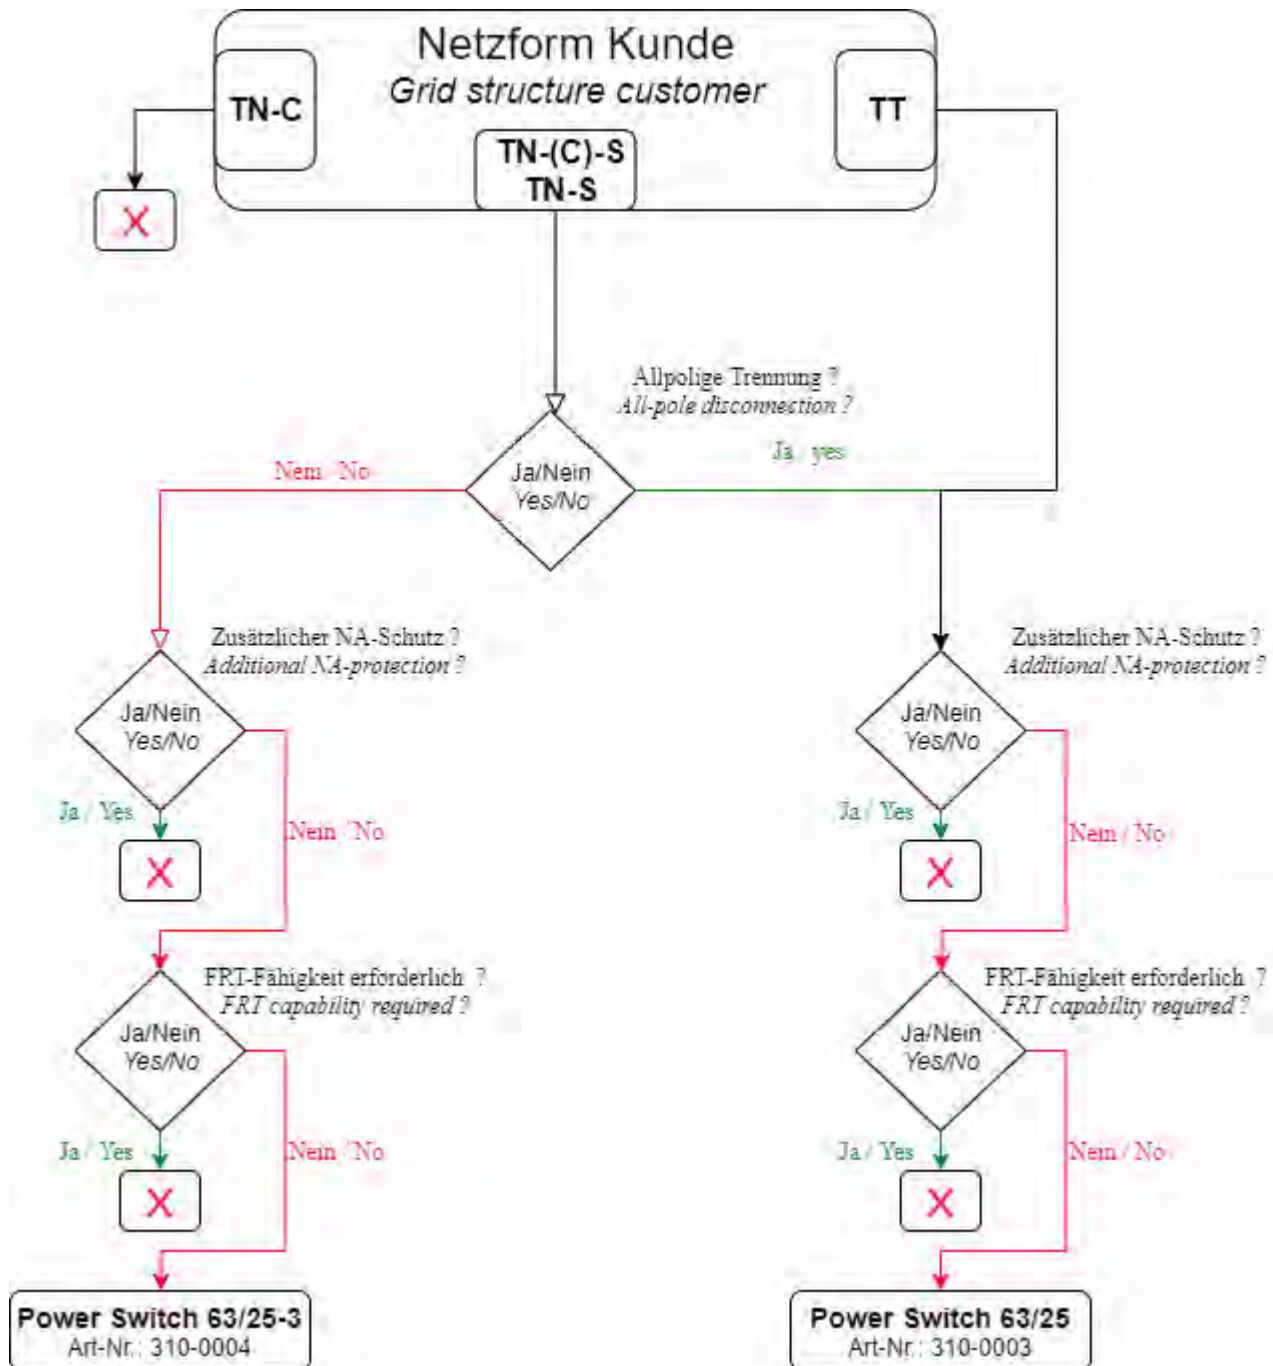 Netzform Kunde
Grid structure customer
TN-C
TT
TN-(C)-S
TN-S
X
Allpolige Trennung ?
All-pole disconnection ?
Nein / No
Ja / yes
Ja/Nein
Yes/No
Zusätzlicher NA-Schutz ?
Additional NA-protection ?
Zusätzlicher NA-Schutz ?
Additional NA-protection ?
Ja/Nein
Yes/No
Ja/Nein
Yes/No
Ja / Yes
Nein / No
Ja / Yes
Nein / No
X
X
FRT-Fähigkeit erforderlich ?
FRT capability required ?
FRT-Fähigkeit erforderlich ?
FRT capability required ?
Ja/Nein
Yes/No
Ja/Nein
Yes/No
Ja / Yes
Nein / No
Ja / Yes
Nein / No
X
X
Power Switch 63/25-3
Art-Nr.: 310-0004
Power Switch 63/25
Art-Nr.: 310-0003